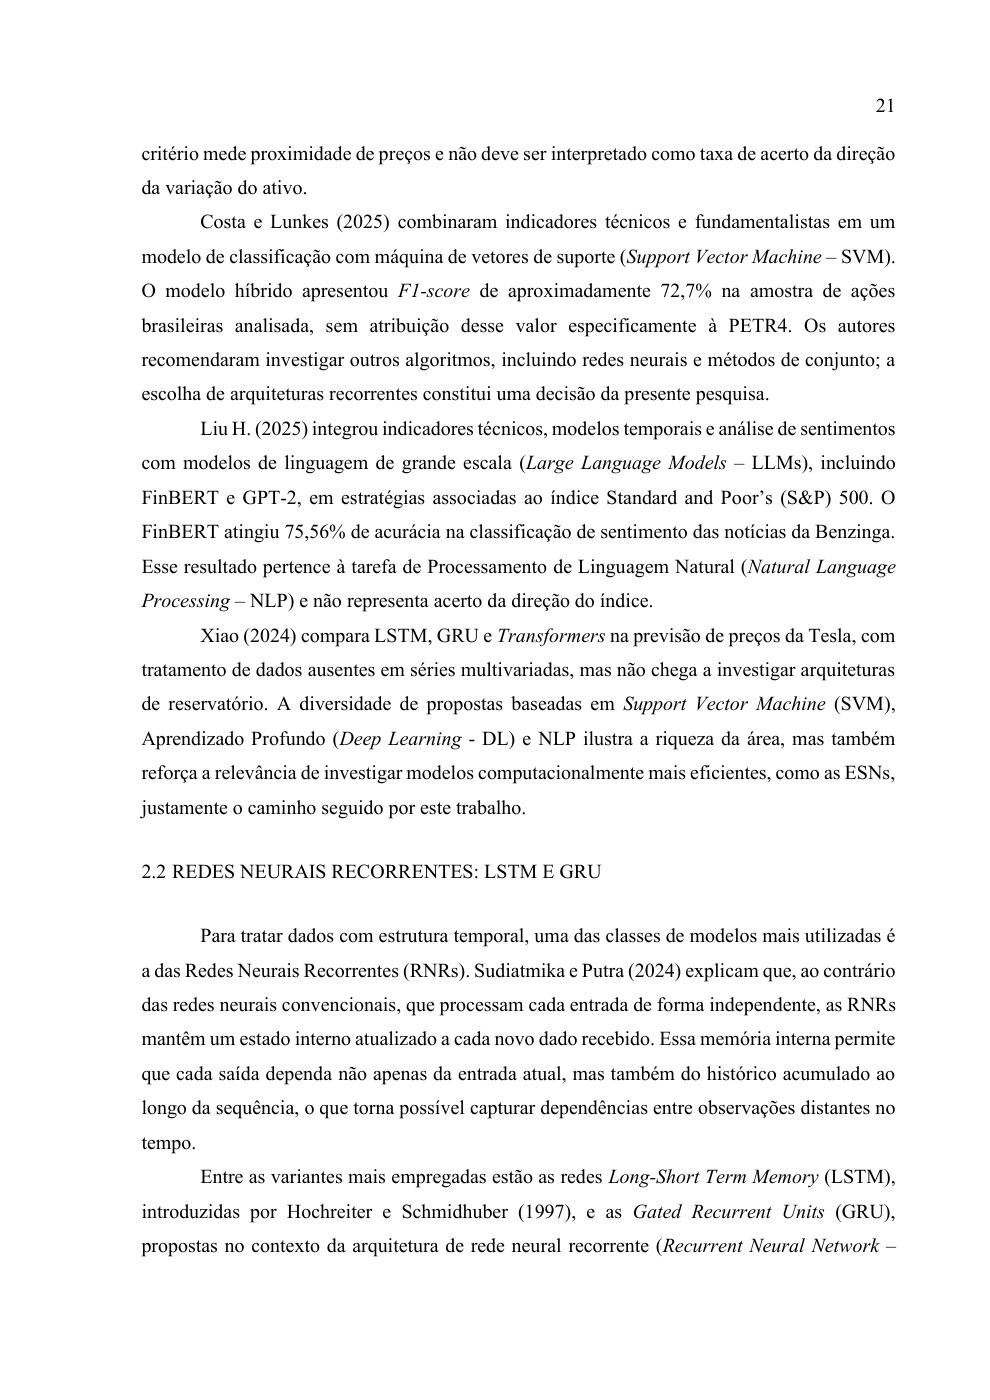 21
critério mede proximidade de preços e não deve ser interpretado como taxa de acerto da direção
da variação do ativo.
Costa e Lunkes (2025) combinaram indicadores técnicos e fundamentalistas em um
modelo de classificação com máquina de vetores de suporte (Support Vector Machine – SVM).
O modelo híbrido apresentou F1-score de aproximadamente 72,7% na amostra de ações
brasileiras analisada, sem atribuição desse valor especificamente à PETR4. Os autores
recomendaram investigar outros algoritmos, incluindo redes neurais e métodos de conjunto; a
escolha de arquiteturas recorrentes constitui uma decisão da presente pesquisa.
Liu H. (2025) integrou indicadores técnicos, modelos temporais e análise de sentimentos
com modelos de linguagem de grande escala (Large Language Models – LLMs), incluindo
FinBERT e GPT-2, em estratégias associadas ao índice Standard and Poor’s (S&P) 500. O
FinBERT atingiu 75,56% de acurácia na classificação de sentimento das notícias da Benzinga.
Esse resultado pertence à tarefa de Processamento de Linguagem Natural (Natural Language
Processing – NLP) e não representa acerto da direção do índice.
Xiao (2024) compara LSTM, GRU e Transformers na previsão de preços da Tesla, com
tratamento de dados ausentes em séries multivariadas, mas não chega a investigar arquiteturas
de reservatório. A diversidade de propostas baseadas em Support Vector Machine (SVM),
Aprendizado Profundo (Deep Learning - DL) e NLP ilustra a riqueza da área, mas também
reforça a relevância de investigar modelos computacionalmente mais eficientes, como as ESNs,
justamente o caminho seguido por este trabalho.
2.2 REDES NEURAIS RECORRENTES: LSTM E GRU
Para tratar dados com estrutura temporal, uma das classes de modelos mais utilizadas é
a das Redes Neurais Recorrentes (RNRs). Sudiatmika e Putra (2024) explicam que, ao contrário
das redes neurais convencionais, que processam cada entrada de forma independente, as RNRs
mantêm um estado interno atualizado a cada novo dado recebido. Essa memória interna permite
que cada saída dependa não apenas da entrada atual, mas também do histórico acumulado ao
longo da sequência, o que torna possível capturar dependências entre observações distantes no
tempo.
Entre as variantes mais empregadas estão as redes Long-Short Term Memory (LSTM),
introduzidas por Hochreiter e Schmidhuber (1997), e as Gated Recurrent Units (GRU),
propostas no contexto da arquitetura de rede neural recorrente (Recurrent Neural Network –